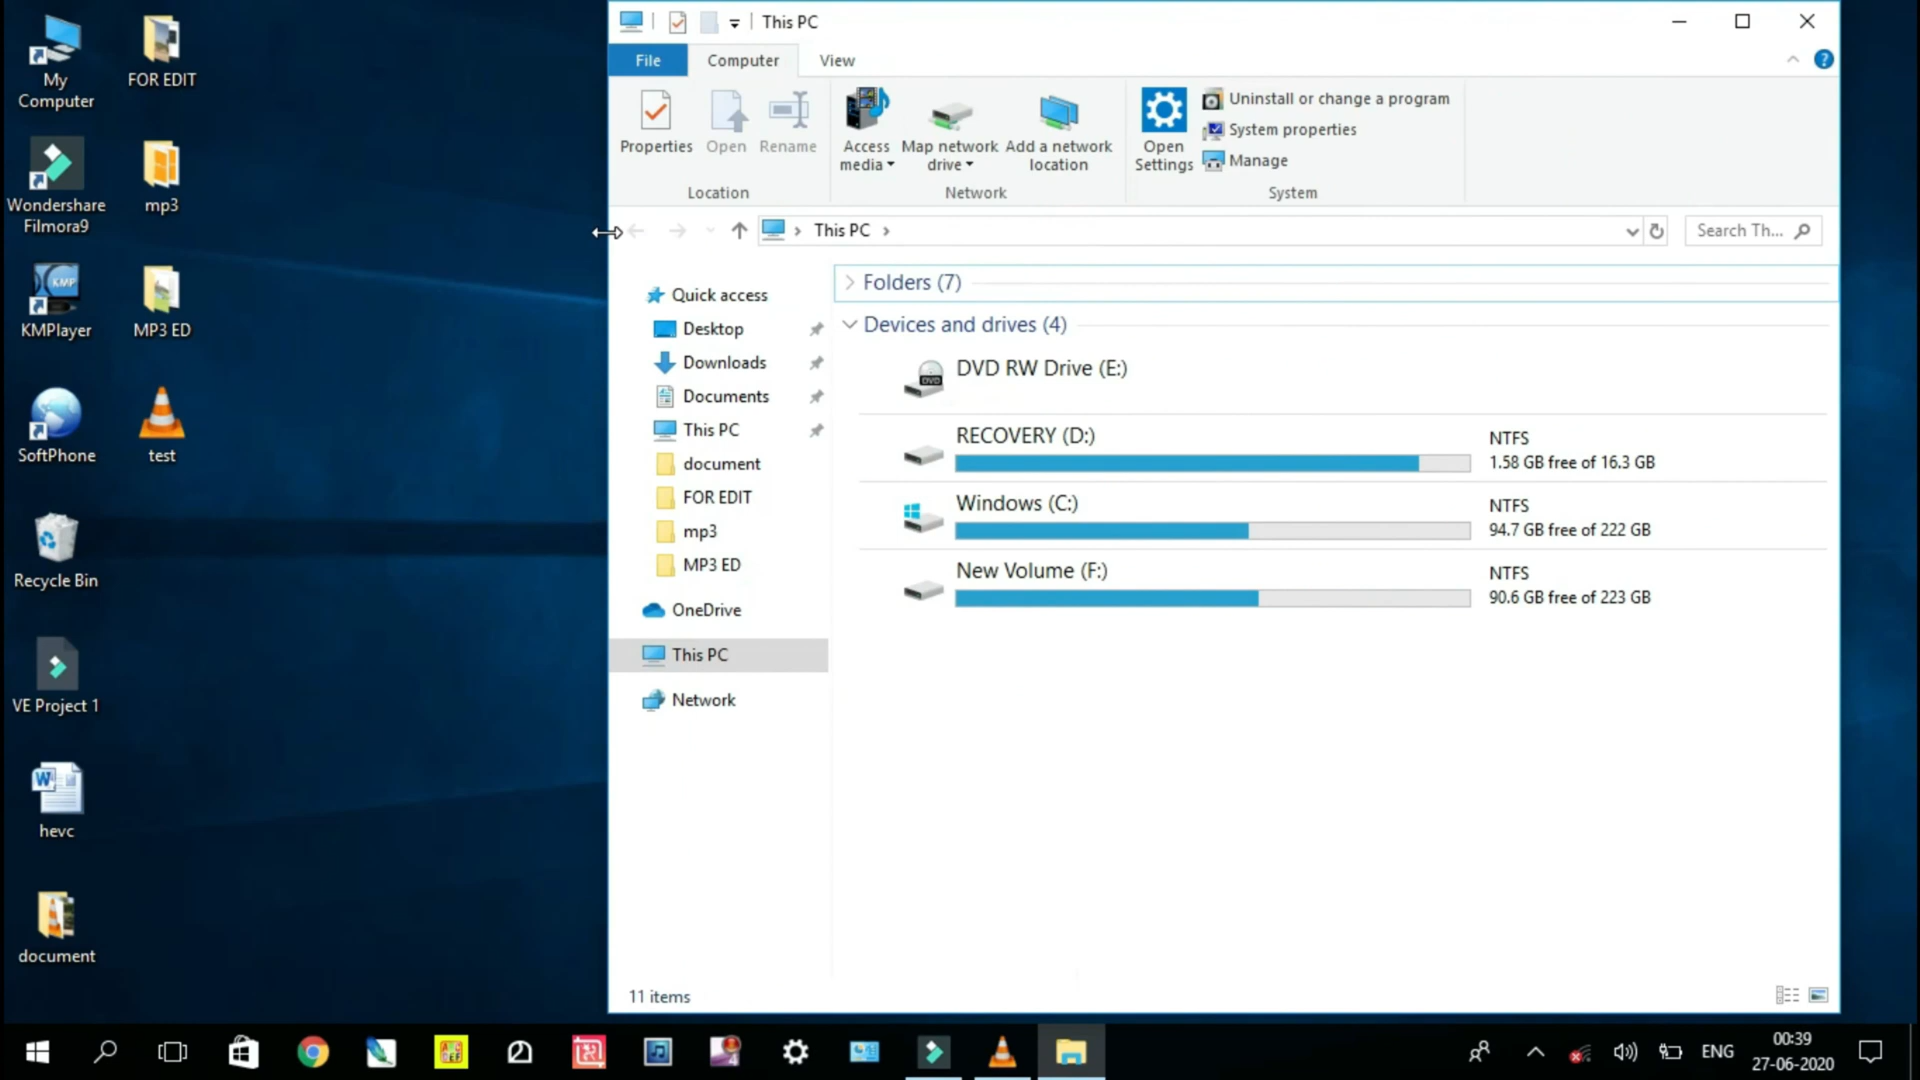 My
Computer
FOR EDIT
Wondershare
Filmora9
mp3
KMP
KMPlayer
MP3 ED
SoftPhone
test
Recycle Bin
VE Project 1
hevc
document
This PC
File
Computer
View
Properties
Open
Rename
Location
Access
media
Map network
drive
Add a network
location
Network
Open
Settings
Uninstall or change a program
System properties
Manage
System
This PC
Search Th...
Quick access
Desktop
Downloads
Documents
This PC
document
FOR EDIT
mp3
MP3 ED
OneDrive
This PC
Network
Folders (7)
Devices and drives (4)
DVD
DVD RW Drive (E:)
RECOVERY (D:)
NTFS
1.58 GB free of 16.3 GB
Windows (C:)
NTFS
94.7 GB free of 222 GB
New Volume (F:)
NTFS
90.6 GB free of 223 GB
11 items
ENG
00:39
27-06-2020